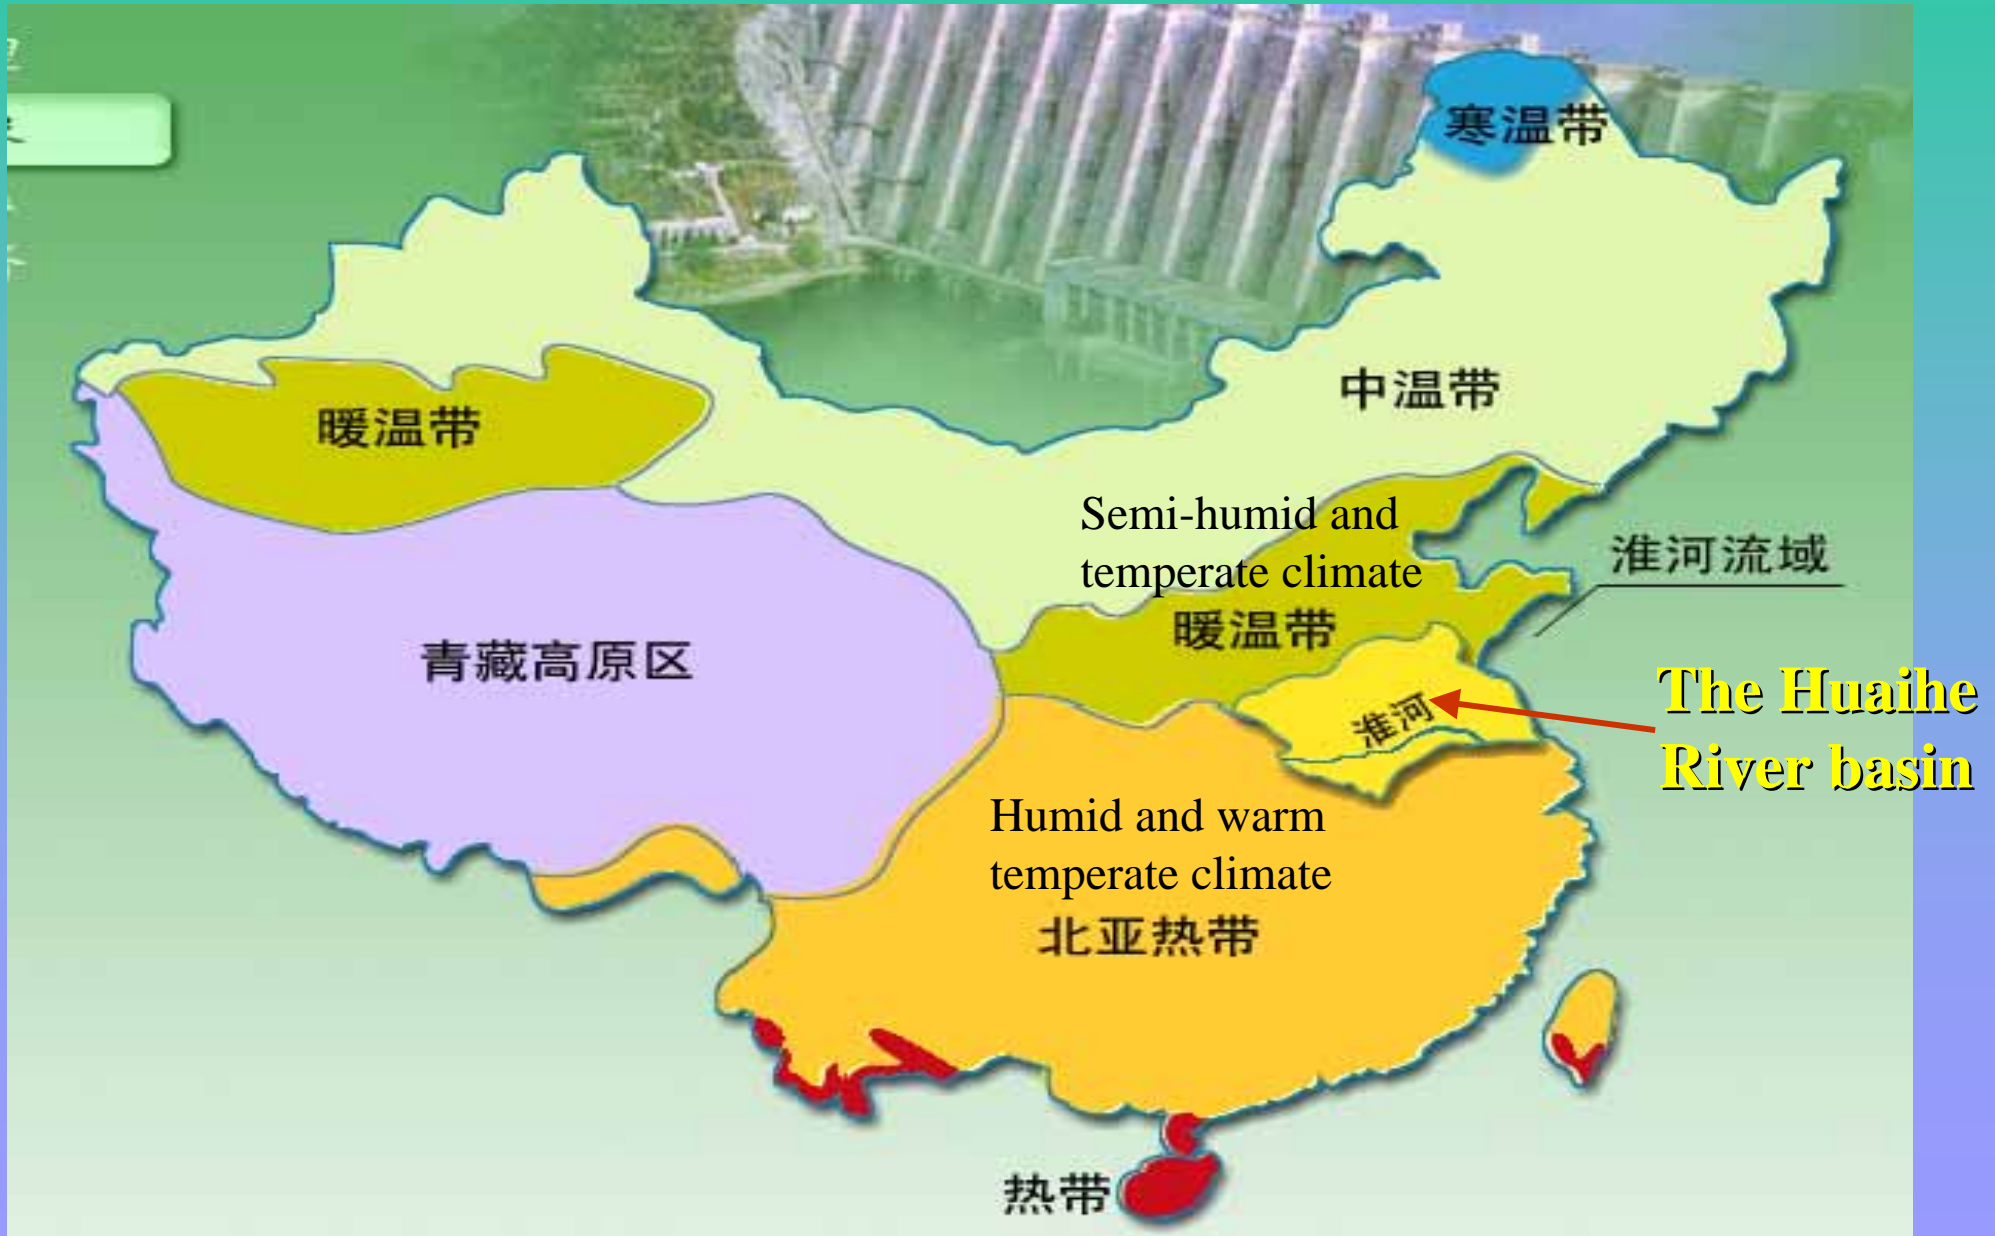 寒温带
中温带
暖温带
Semi-humid and
temperate climate
淮河流域
暖温带
青藏高原区
The Huaihe
River basin
淮河
Humid and warm
temperate climate
北亚热带
热带